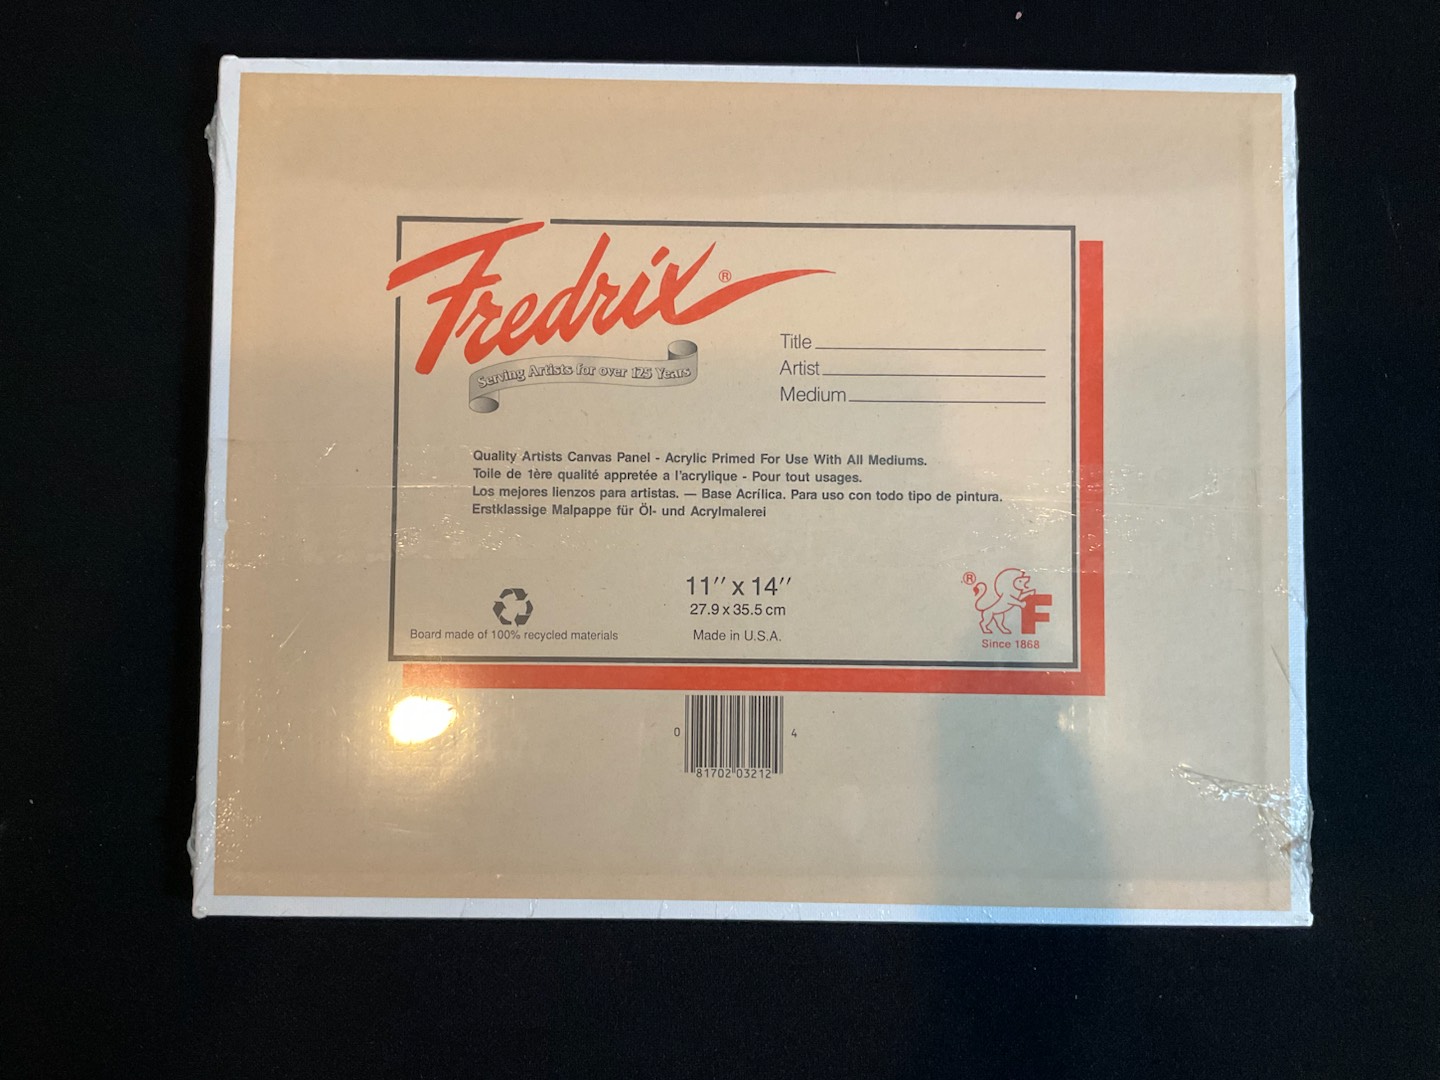 Fredrix®
Serving Artists for over 125 Years
Title
Artist
Medium
Quality Artists Canvas Panel - Acrylic Primed For Use With All Mediums.
Toile de 1ère qualité appretée a l'acrylique - Pour tout usages.
Los mejores lienzos para artistas. — Base Acrílica. Para uso con todo tipo de pintura.
Erstklassige Malpappe für Öl- und Acrylmalerei
11″ x 14″
27.9 x 35.5 cm
Board made of 100% recycled materials
Made in U.S.A.
® F
Since 1868
0 81702 03212 4